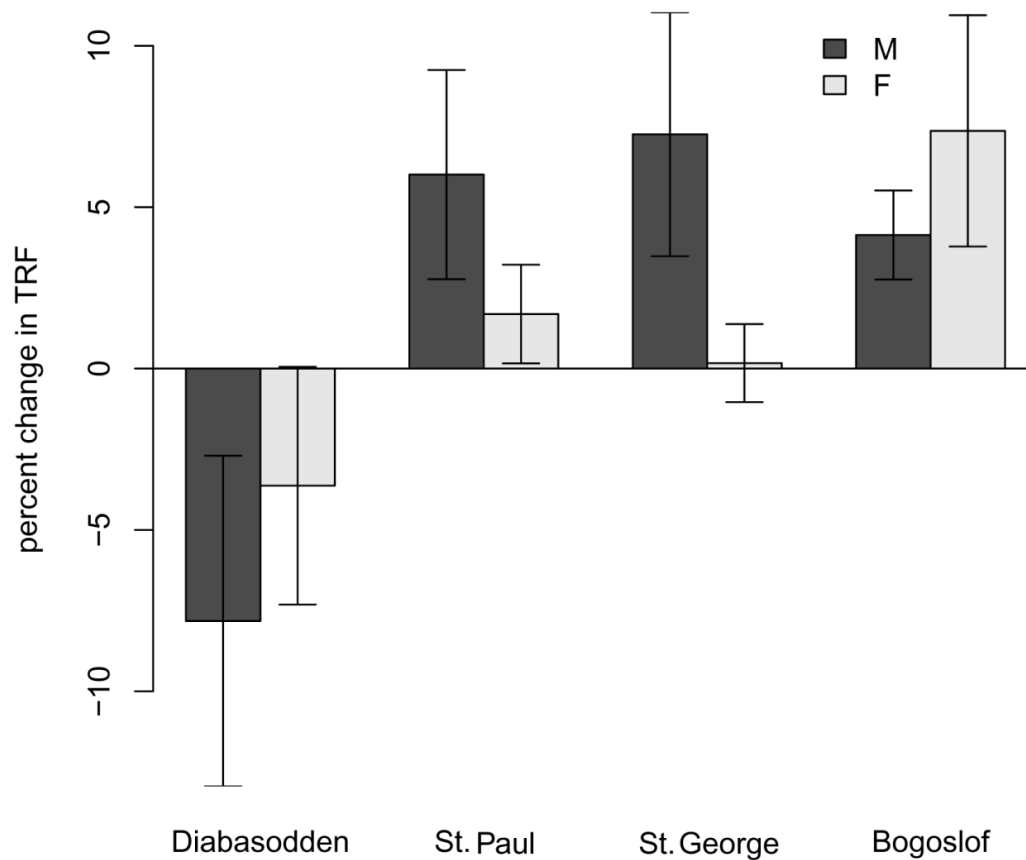 percent change in TRF
10
5
0
−5
−10
M
F
Diabasodden
St. Paul
St. George
Bogoslof